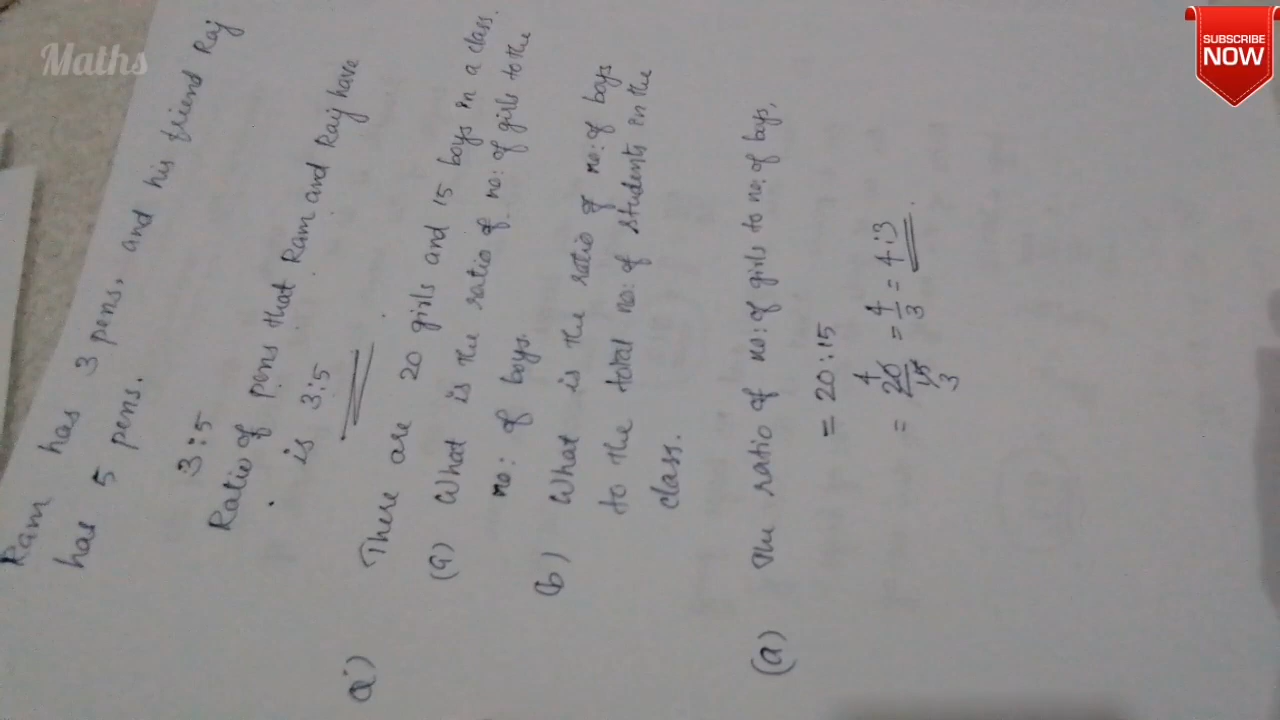 Maths
SUBSCRIBE
NOW
Ram has 3 pens, and his friend Raj
has 5 pens.
3:5
Ratio of pens that Ram and Raj have
is 3:5
Q) There are 20 girls and 15 boys in a class.
(a) What is the ratio of no: of girls to the
no: of boys.
(b) What is the ratio of no: of boys
to the total no: of students in the
class.
(a) The ratio of no: of girls to no: of boys,
= 20:15
= 20/15 4/3 = 4/3 = 4:3